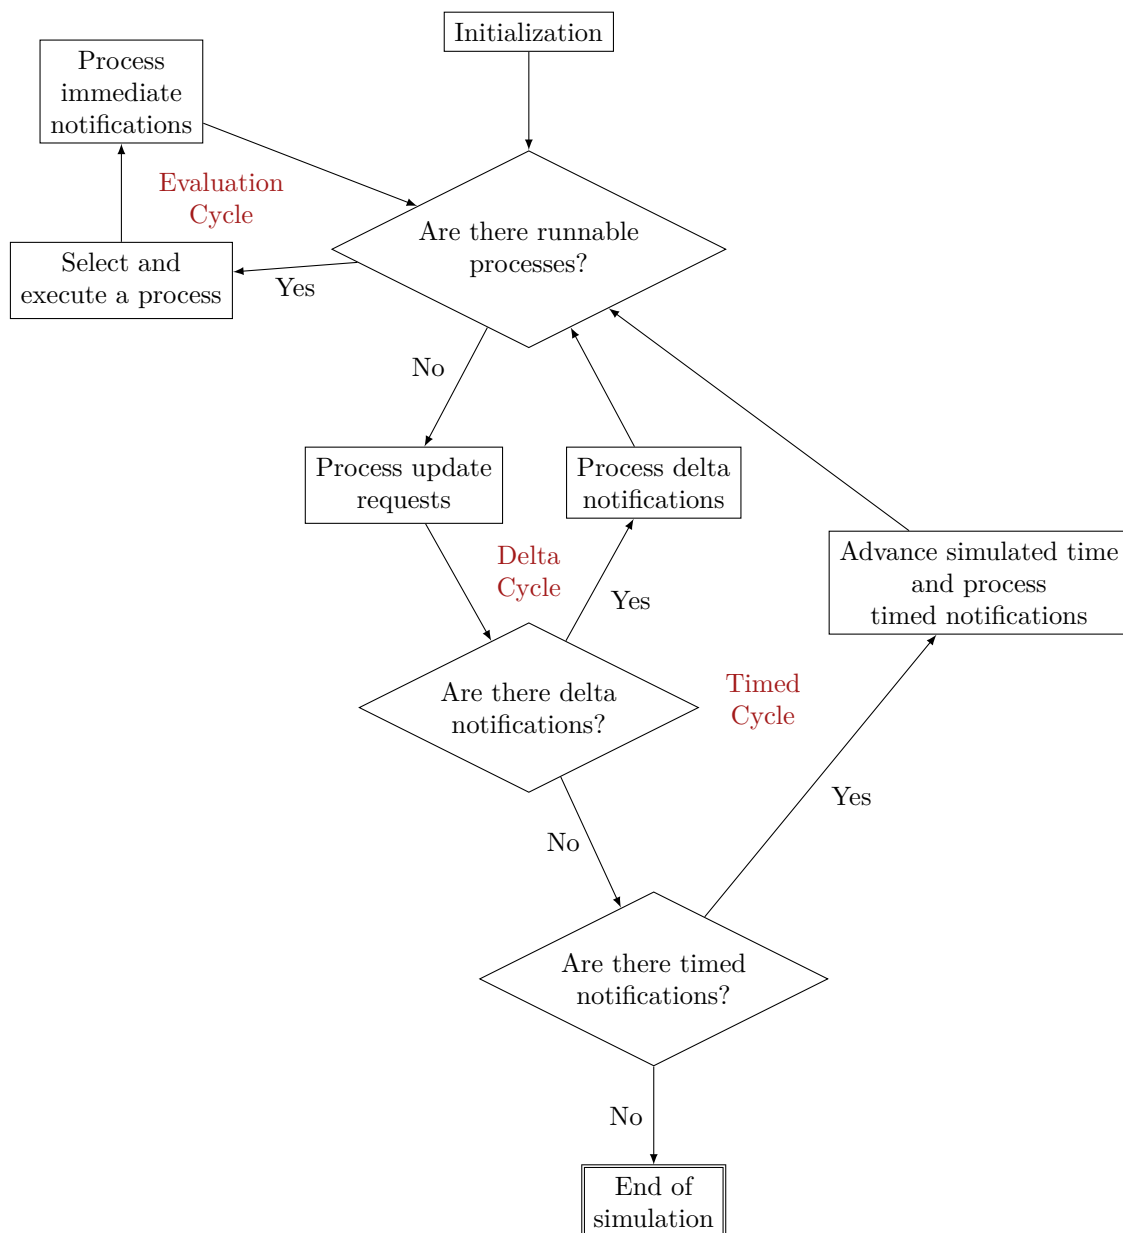 Initialization
Process
immediate
notifications
Evaluation
Cycle
Are there runnable
processes?
Select and
execute a process
Yes
No
Process update
requests
Process delta
notifications
Delta
Cycle
Yes
Advance simulated time
and process
timed notifications
Are there delta
notifications?
Timed
Cycle
Yes
No
Are there timed
notifications?
No
End of
simulation